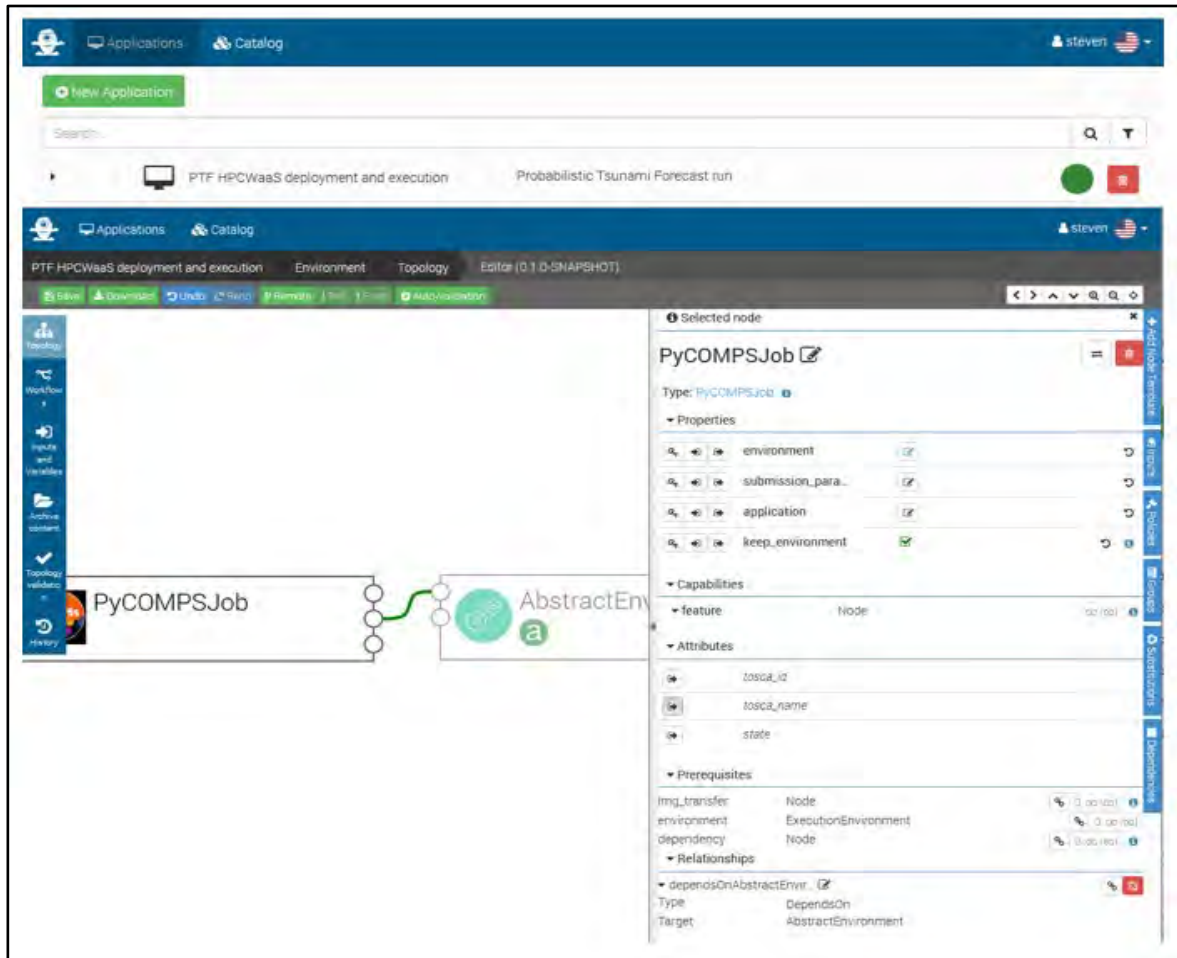 Applications Catalog steven
New Application
Search...
PTF HPCWaaS deployment and execution Probabilistic Tsunami Forecast run
Applications Catalog steven
PTF HPCWaaS deployment and execution Environment Topology Editor (0.1.0-SNAPSHOT)
Save Download Undo Redo Remote Auto-validation
Selected node
Topology
PyCOMPSJob
Add Node Template
Workflow
s
Type: PyCOMPSJob
Properties
Inputs and Variables
environment
Inputs
submission_para...
Archive content
application
Policies
keep_environment
Topology validatio
n
Capabilities
Groups
PyCOMPSJob
AbstractEnv
a
feature Node
History
Attributes
Substitutions
tosca_id
tosca_name
state
Dependencies
Prerequisites
img_transfer Node
environment ExecutionEnvironment
dependency Node
Relationships
dependsOnAbstractEnvir...
Type DependsOn
Target AbstractEnvironment